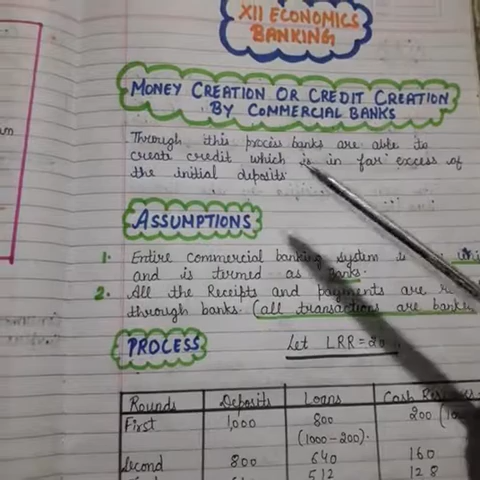 XII ECONOMICS
BANKING
MONEY CREATION OR CREDIT CREATION
BY COMMERCIAL BANKS
Through this process banks are able to
create credit which is in far excess of
the initial deposits
ASSUMPTIONS
1. Entire commercial banking system is
and is termed as Banks.
2. All the Receipts and payments are
through banks. (all transactions are
PROCESS Let LRR = 20
Rounds Deposits Loans Cash
First 1,000 800 200
(1000-200).
Second 800 640 160
512 128